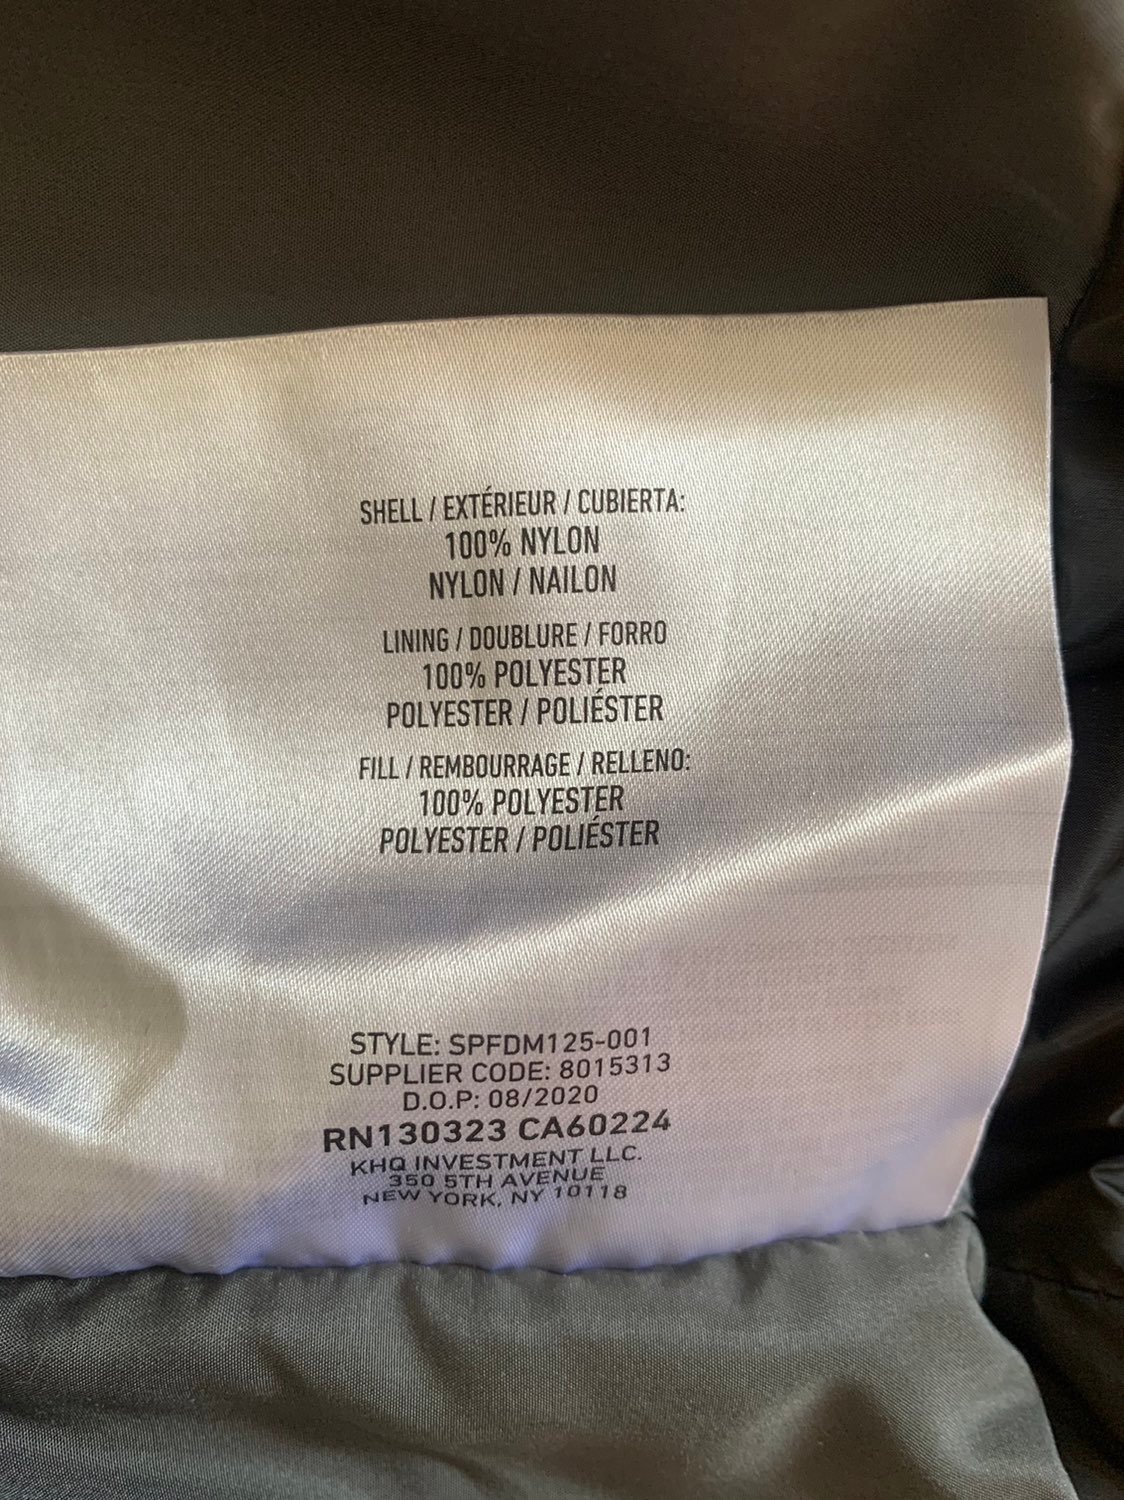 SHELL / EXTÉRIEUR / CUBIERTA:
100% NYLON
NYLON / NAILON
LINING / DOUBLURE / FORRO
100% POLYESTER
POLYESTER / POLIÉSTER
FILL / REMBOURRAGE / RELLENO:
100% POLYESTER
POLYESTER / POLIÉSTER
STYLE: SPFDM125-001
SUPPLIER CODE: 8015313
D.O.P: 08/2020
RN130323 CA60224
KHQ INVESTMENT LLC.
350 5TH AVENUE
NEW YORK, NY 10118